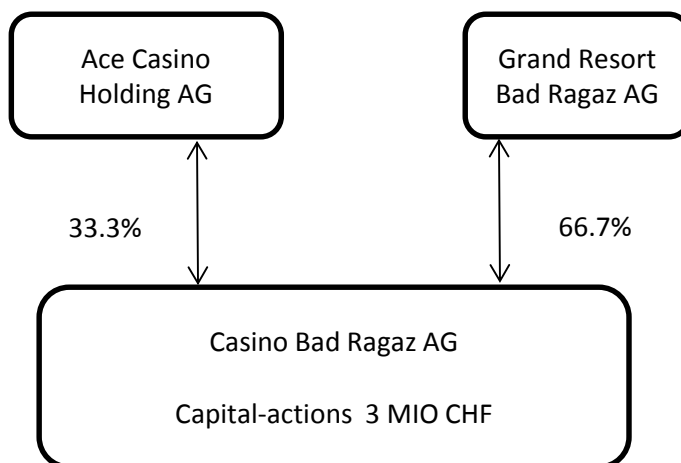 Ace Casino
Holding AG
Grand Resort
Bad Ragaz AG
33.3%
66.7%
Casino Bad Ragaz AG
Capital-actions  3 MIO CHF